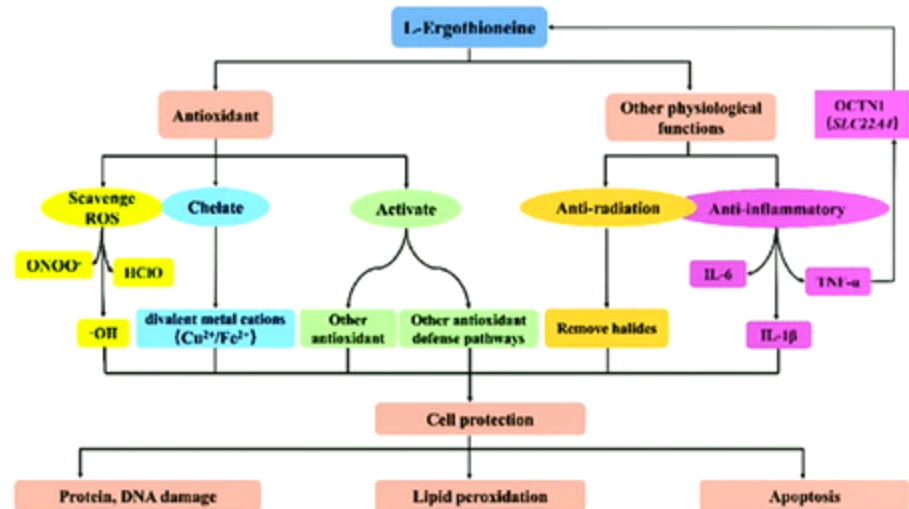 L-Ergothioneine
OCTN1
(SLC22A4)
Antioxidant
Other physiological
functions
Scavenge
ROS
Chelate
Activate
Anti-radiation
Anti-inflammatory
ONOO⁻
HClO
IL-6
TNF-α
·OH
divalent metal cations
(Cu²⁺/Fe²⁺)
Other
antioxidant
Other antioxidant
defense pathways
Remove halides
IL-1β
Cell protection
Protein, DNA damage
Lipid peroxidation
Apoptosis